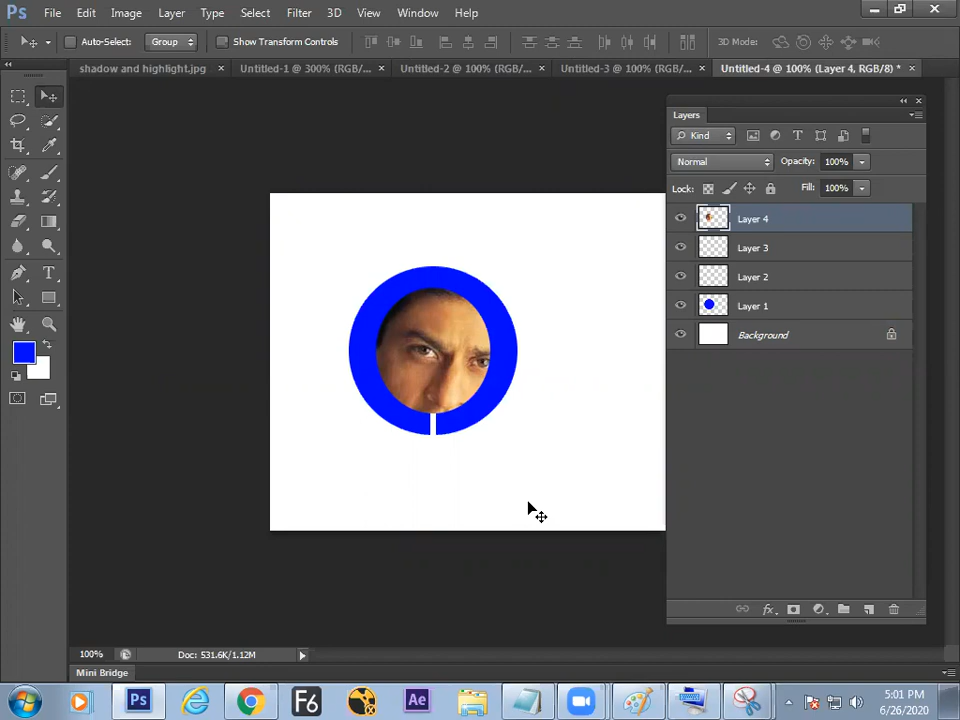 Ps File Edit Image Layer Type Select Filter 3D View Window Help
Auto-Select: Group Show Transform Controls 3D Mode:
shadow and highlight.jpg × Untitled-1 @ 300% (RGB/... × Untitled-2 @ 100% (RGB/... × Untitled-3 @ 100% (RGB/... × Untitled-4 @ 100% (Layer 4, RGB/8) * ×
Layers
Kind
Normal Opacity: 100%
Lock: Fill: 100%
Layer 4
Layer 3
Layer 2
Layer 1
Background
100% Doc: 531.6K/1.12M
Mini Bridge
Ps F6 Ae
5:01 PM
6/26/2020